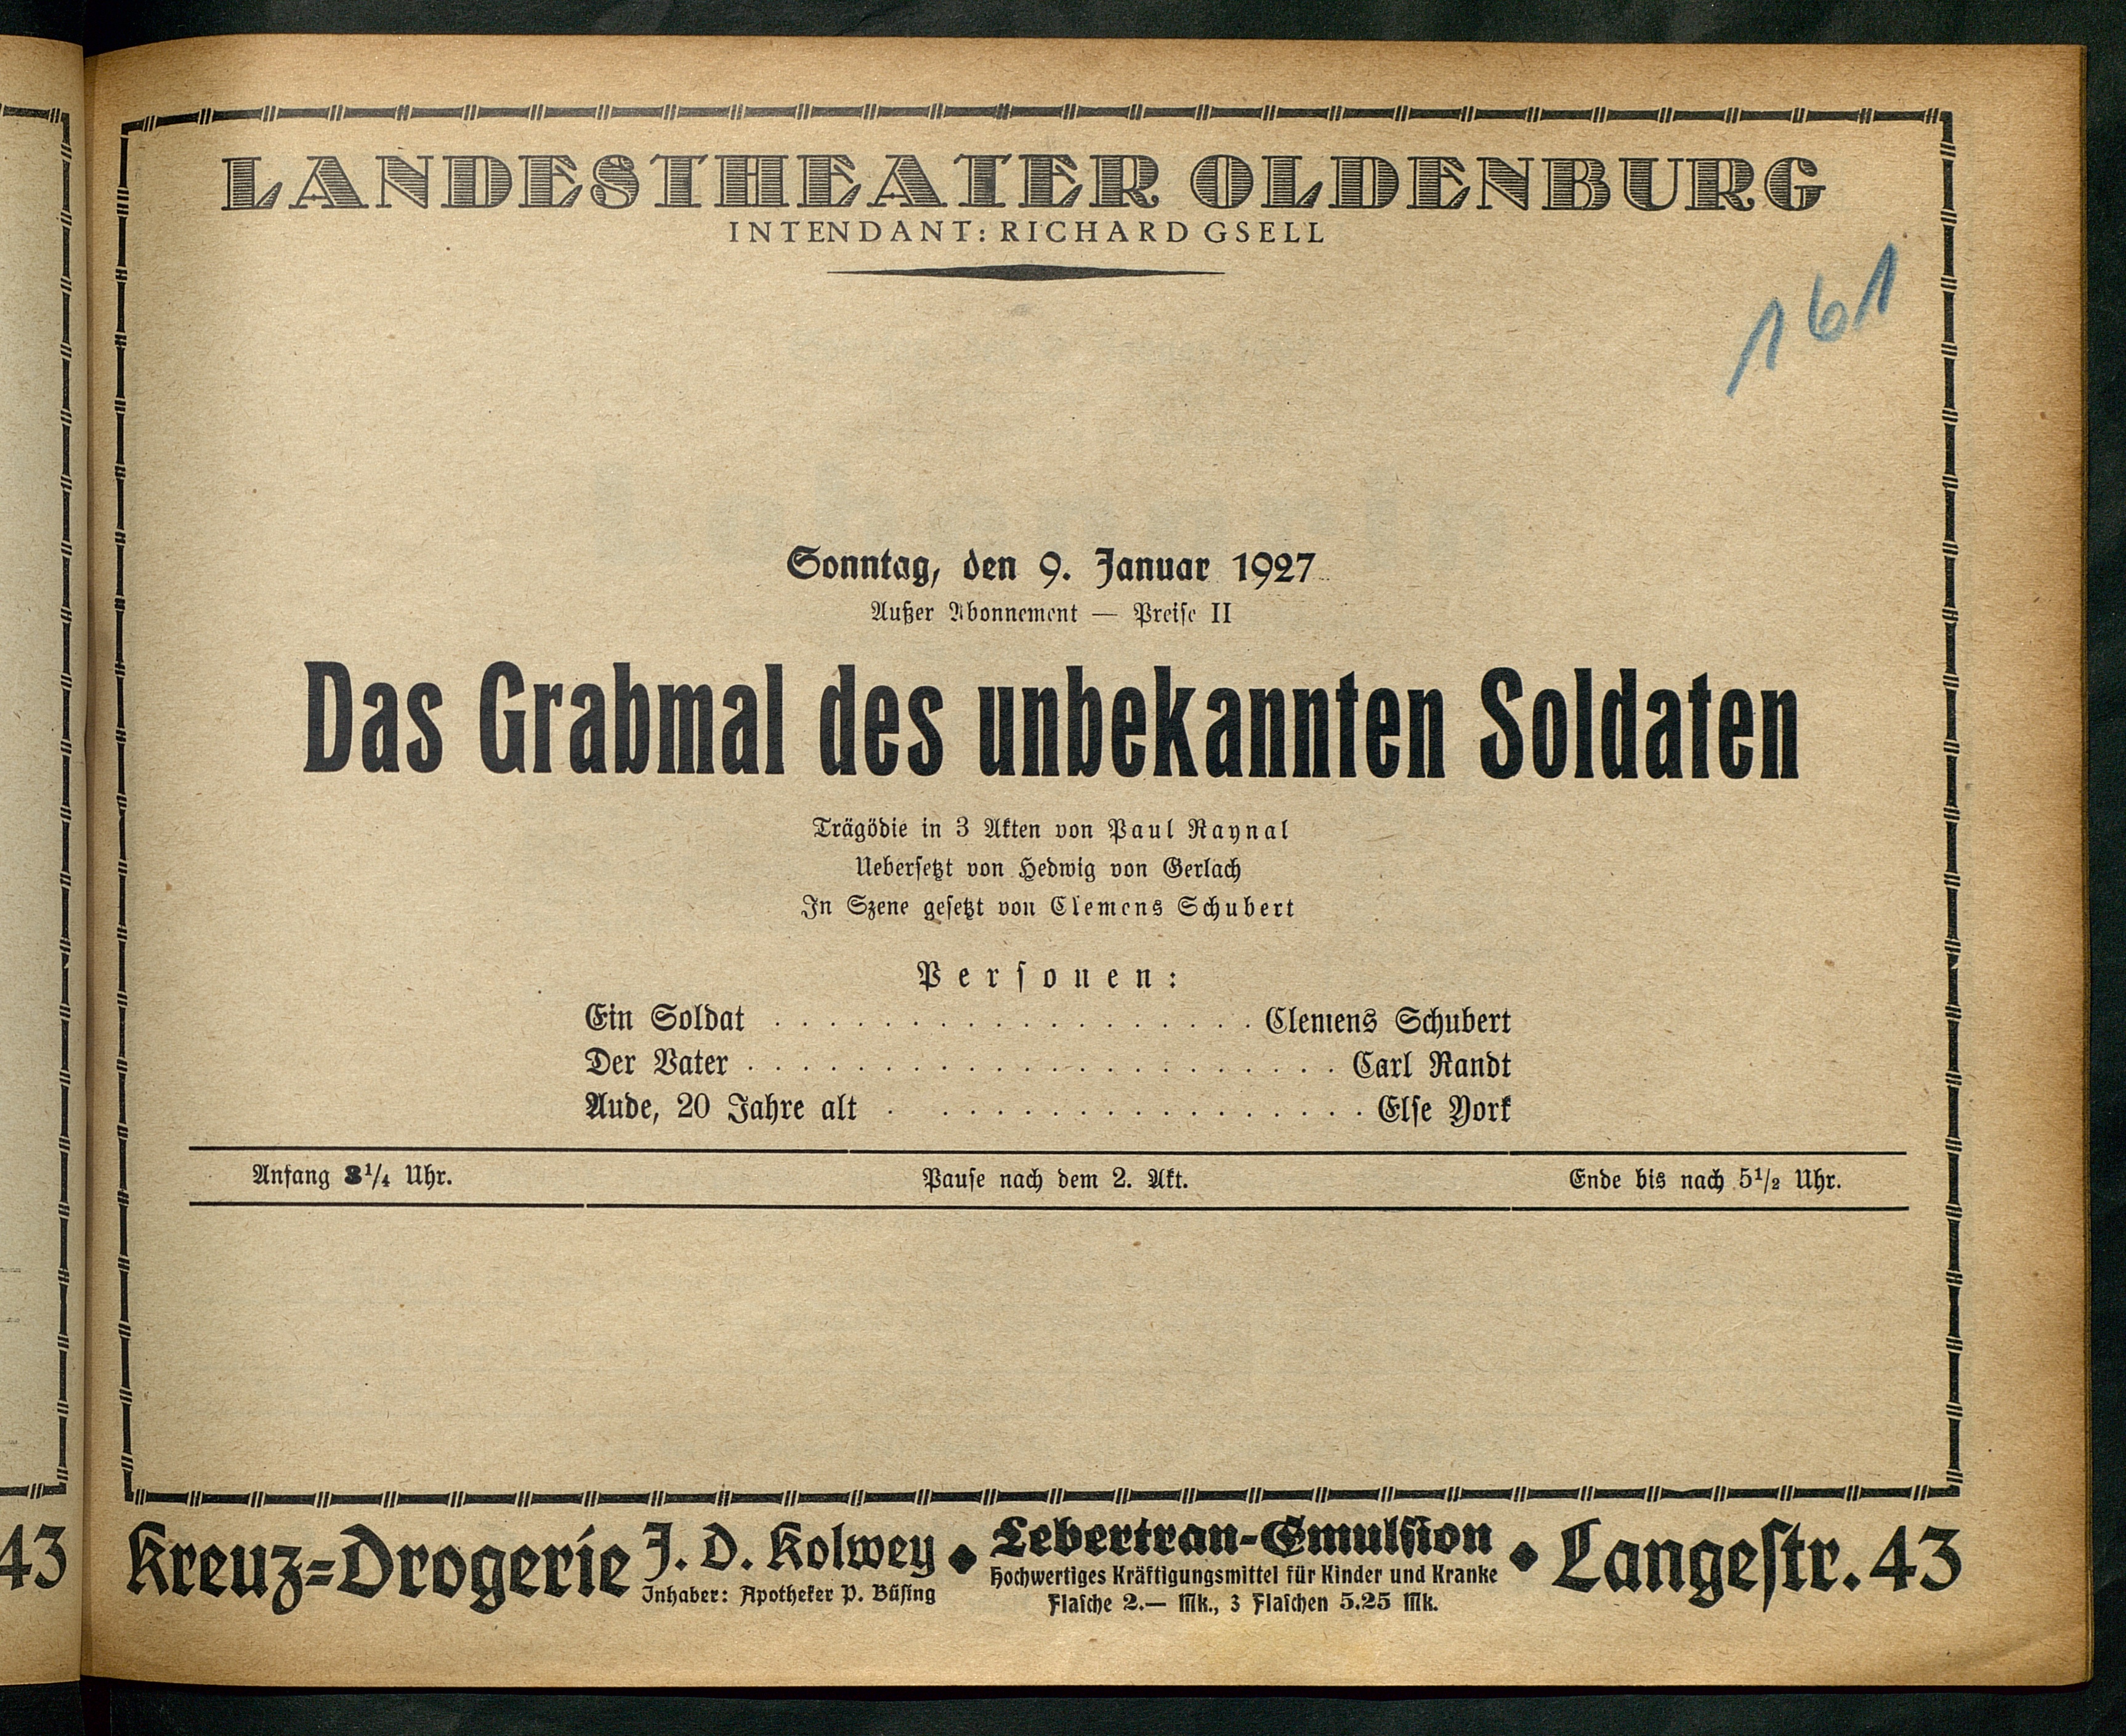 LANDESTHEATER OLDENBURG
INTENDANT: RICHARD GSELL
161
Sonntag, den 9. Januar 1927
Außer Abonnement — Preise II
Das Grabmal des unbekannten Soldaten
Trägödie in 3 Akten von Paul Raynal
Uebersetzt von Hedwig von Gerlach
In Szene gesetzt von Clemens Schubert
Personen:
Ein Soldat . . . . . . . . . . . . . . . . . . Clemens Schubert
Der Vater . . . . . . . . . . . . . . . . . . . . . . Carl Randt
Aude, 20 Jahre alt . . . . . . . . . . . . . . . . . Else York
Anfang 3¼ Uhr. Pause nach dem 2. Akt. Ende bis nach 5½ Uhr.
43
Kreuz=Drogerie J. D. Kolwey ◆ Lebertran-Emulsion ◆ Langestr. 43
Inhaber: Apotheker P. Büsing
Hochwertiges Kräftigungsmittel für Kinder und Kranke
Flasche 2.— Mk., 3 Flaschen 5.25 Mk.